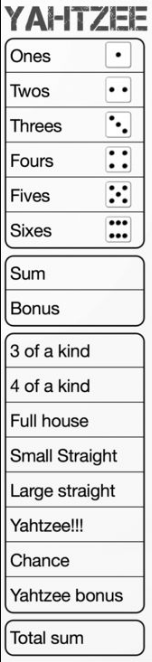 YAHTZEE
Ones
Twos
Threes
Fours
Fives
Sixes
Sum
Bonus
3 of a kind
4 of a kind
Full house
Small Straight
Large straight
Yahtzee!!!
Chance
Yahtzee bonus
Total sum